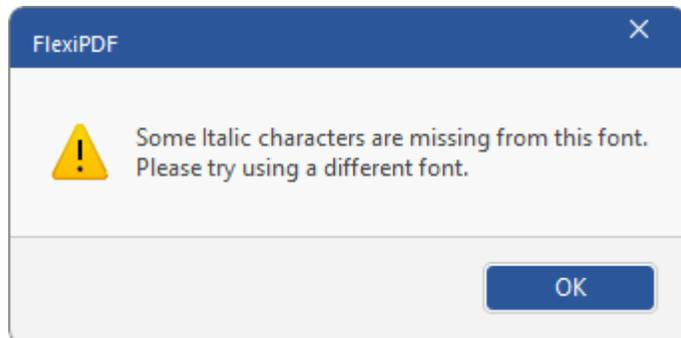 FlexiPDF
Some Italic characters are missing from this font.
Please try using a different font.
OK